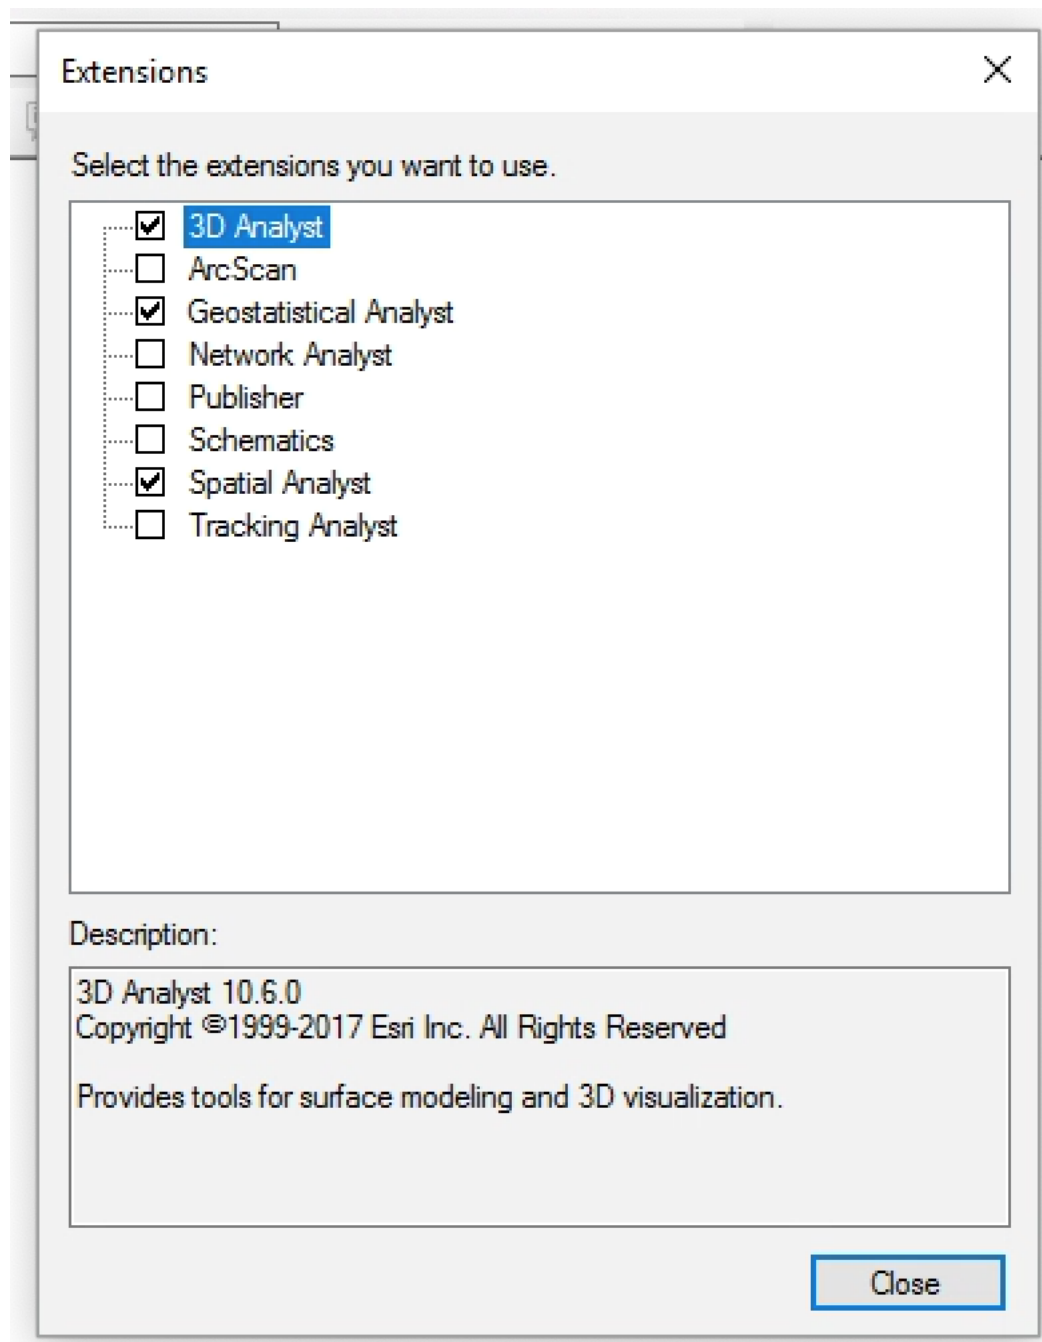 Extensions
Select the extensions you want to use.
3D Analyst
ArcScan
Geostatistical Analyst
Network Analyst
Publisher
Schematics
Spatial Analyst
Tracking Analyst
Description:
3D Analyst 10.6.0
Copyright ©1999-2017 Esri Inc. All Rights Reserved
Provides tools for surface modeling and 3D visualization.
Close